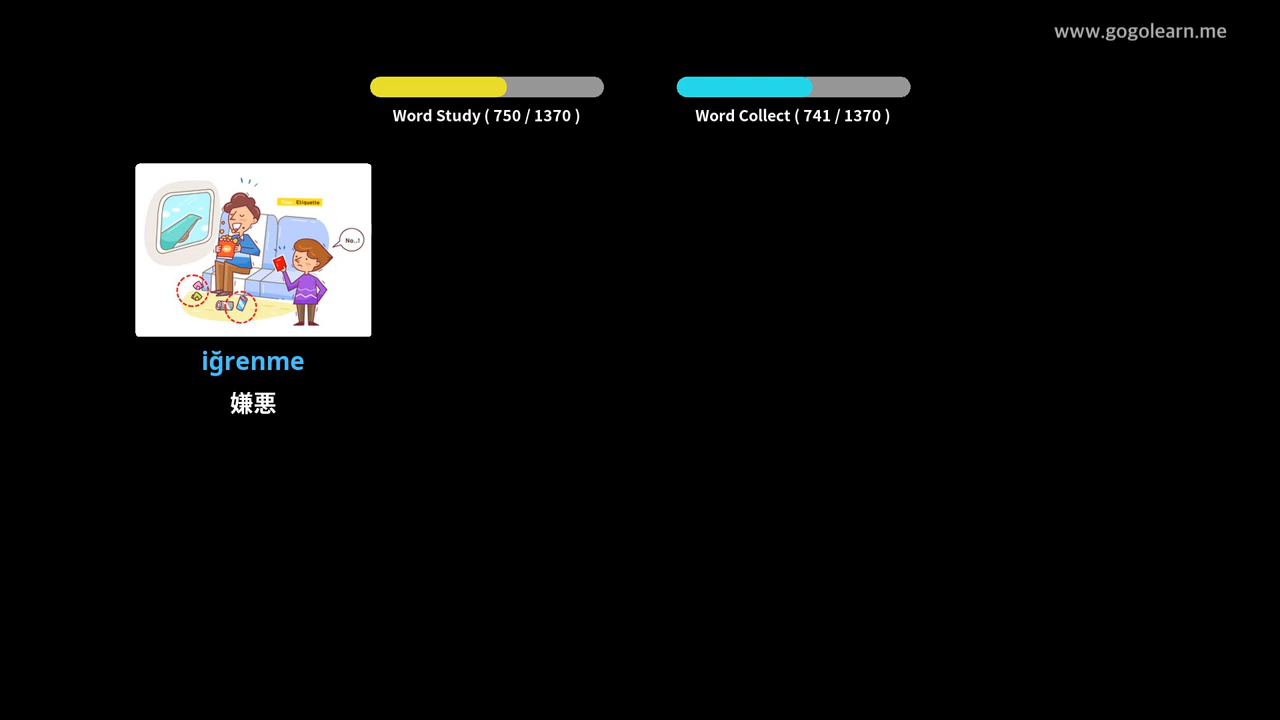 www.gogolearn.me
Word Study ( 750 / 1370 )
Word Collect ( 741 / 1370 )
Etiquette
No..!
iğrenme
嫌悪